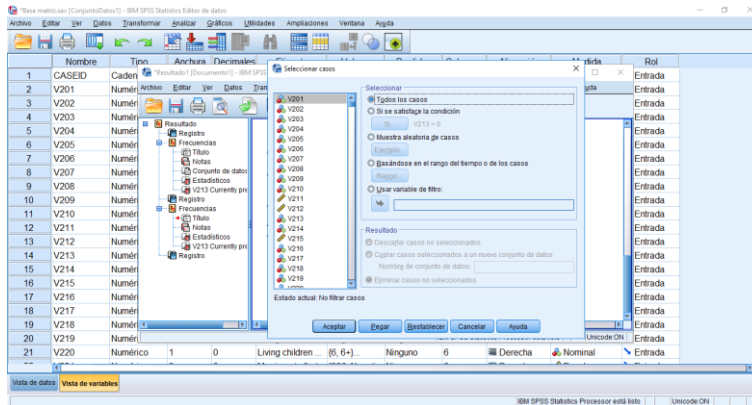 *Base matriz.sav [ConjuntoDatos1] - IBM SPSS Statistics Editor de datos
Archivo Editar Ver Datos Transformar Analizar Gráficos Utilidades Ampliaciones Ventana Ayuda
Nombre Tipo Anchura Decimales Rol
1 CASEID Caden Entrada
2 V201 Numér Entrada
3 V202 Numér Entrada
4 V203 Numér Entrada
5 V204 Numér Entrada
6 V205 Numér Entrada
7 V206 Numér Entrada
8 V207 Numér Entrada
9 V208 Numér Entrada
10 V209 Numér Entrada
11 V210 Numér Entrada
12 V211 Numér Entrada
13 V212 Numér Entrada
14 V213 Numér Entrada
15 V214 Numér Entrada
16 V215 Numér Entrada
17 V216 Numér Entrada
18 V217 Numér Entrada
19 V218 Numér Entrada
20 V219 Numér Entrada
21 V220 Numérico 1 0 Living children ... {6, 6+}... Ninguno 6 Derecha Nominal Entrada
*Resultado1 [Documento1] - IBM SPSS
Archivo Editar Ver Datos Tran
Resultado
Registro
Frecuencias
Título
Notas
Conjunto de datos
Estadísticos
V213 Currently pre
Registro
Frecuencias
Título
Notas
Estadísticos
V213 Currently pre
Registro
Unicode:ON
Seleccionar casos
V201
V202
V203
V204
V205
V206
V207
V208
V209
V210
V211
V212
V213
V214
V215
V216
V217
V218
V219
Seleccionar
Todos los casos
Si se satisface la condición
Si... V213 = 0
Muestra aleatoria de casos
Ejemplo...
Basándose en el rango del tiempo o de los casos
Rango...
Usar variable de filtro:
Resultado
Descartar casos no seleccionados
Copiar casos seleccionados a un nuevo conjunto de datos
Nombre de conjunto de datos:
Eliminar casos no seleccionados
Estado actual: No filtrar casos
Aceptar Pegar Restablecer Cancelar Ayuda
Vista de datos Vista de variables
IBM SPSS Statistics Processor está listo Unicode:ON